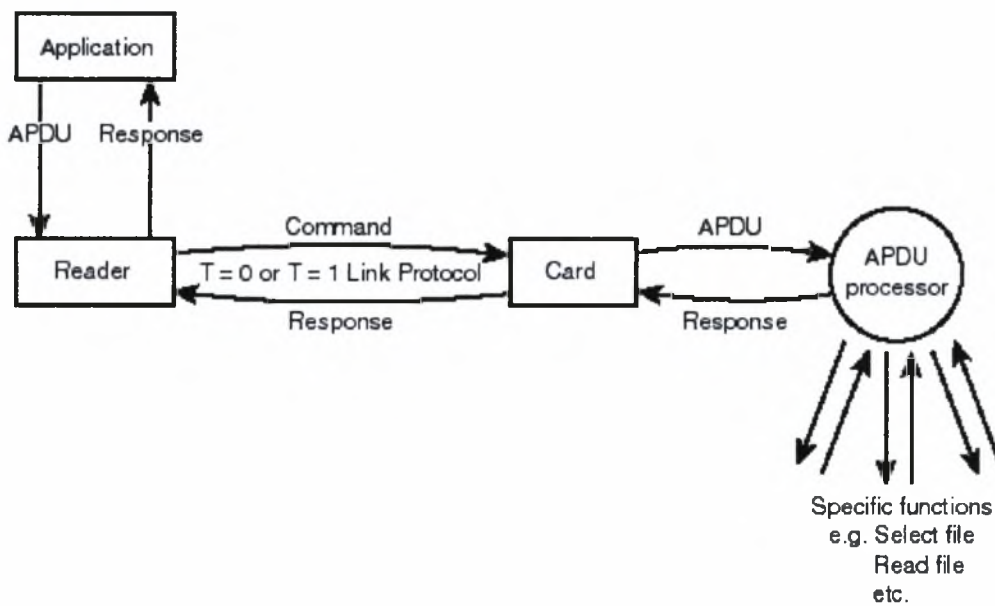 Application
APDU Response
Command
APDU
Reader
T = 0 or T = 1 Link Protocol
Card
APDU
processor
Response
Response
Specific functions
e.g. Select file
Read file
etc.